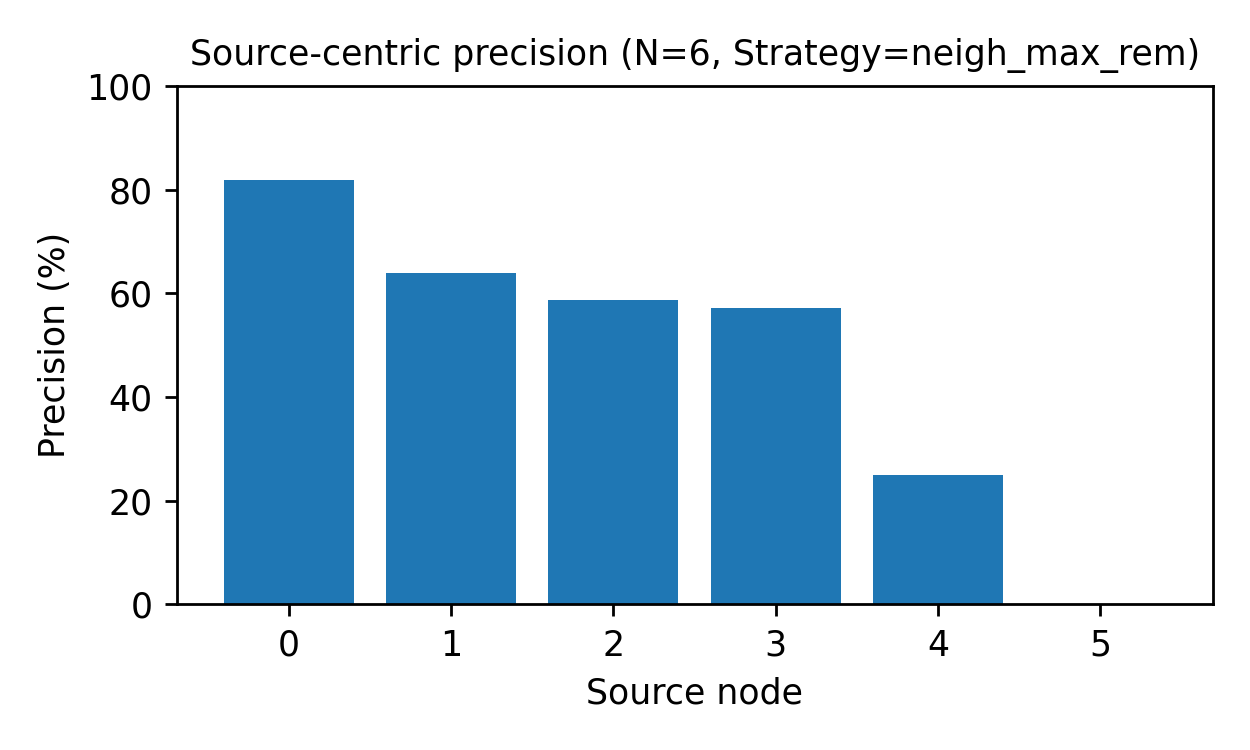 Source-centric precision (N=6, Strategy=neigh_max_rem)
100
80
60
40
20
0
Precision (%)
0 1 2 3 4 5
Source node